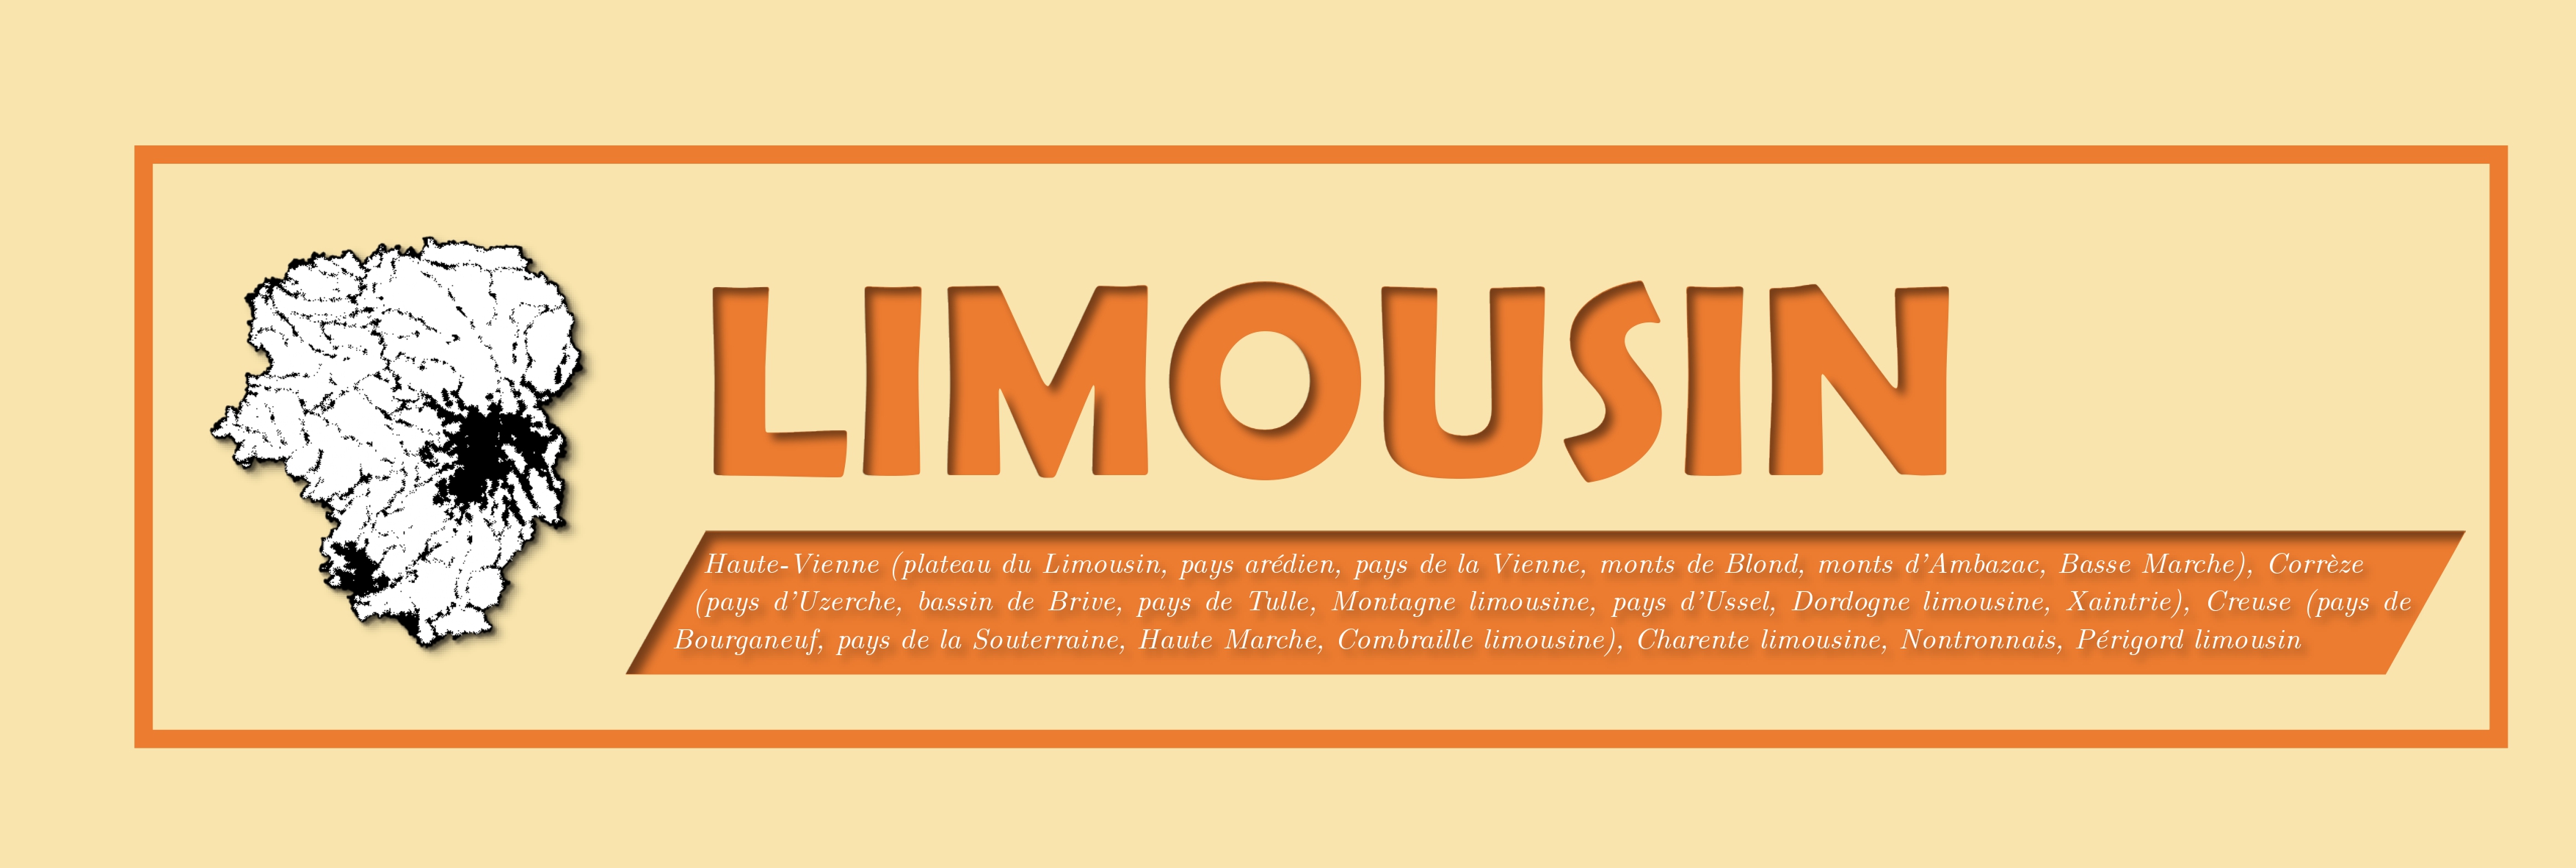 LIMOUSIN
Haute-Vienne (plateau du Limousin, pays arédien, pays de la Vienne, monts de Blond, monts d'Ambazac, Basse Marche), Corrèze
(pays d'Uzerche, bassin de Brive, pays de Tulle, Montagne limousine, pays d'Ussel, Dordogne limousine, Xaintrie), Creuse (pays de
Bourganeuf, pays de la Souterraine, Haute Marche, Combraille limousine), Charente limousine, Nontronnais, Périgord limousin